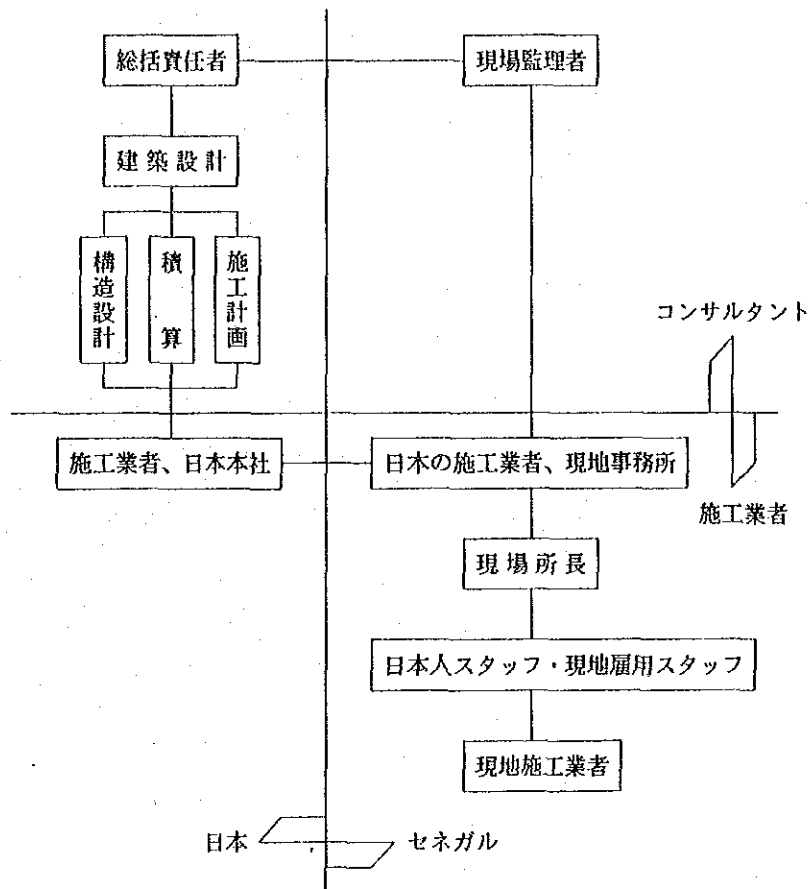 総括責任者
現場監理者
建築設計
構造設計
積算
施工計画
コンサルタント
施工業者、日本本社
日本の施工業者、現地事務所
施工業者
現場所長
日本人スタッフ・現地雇用スタッフ
現地施工業者
日本
セネガル